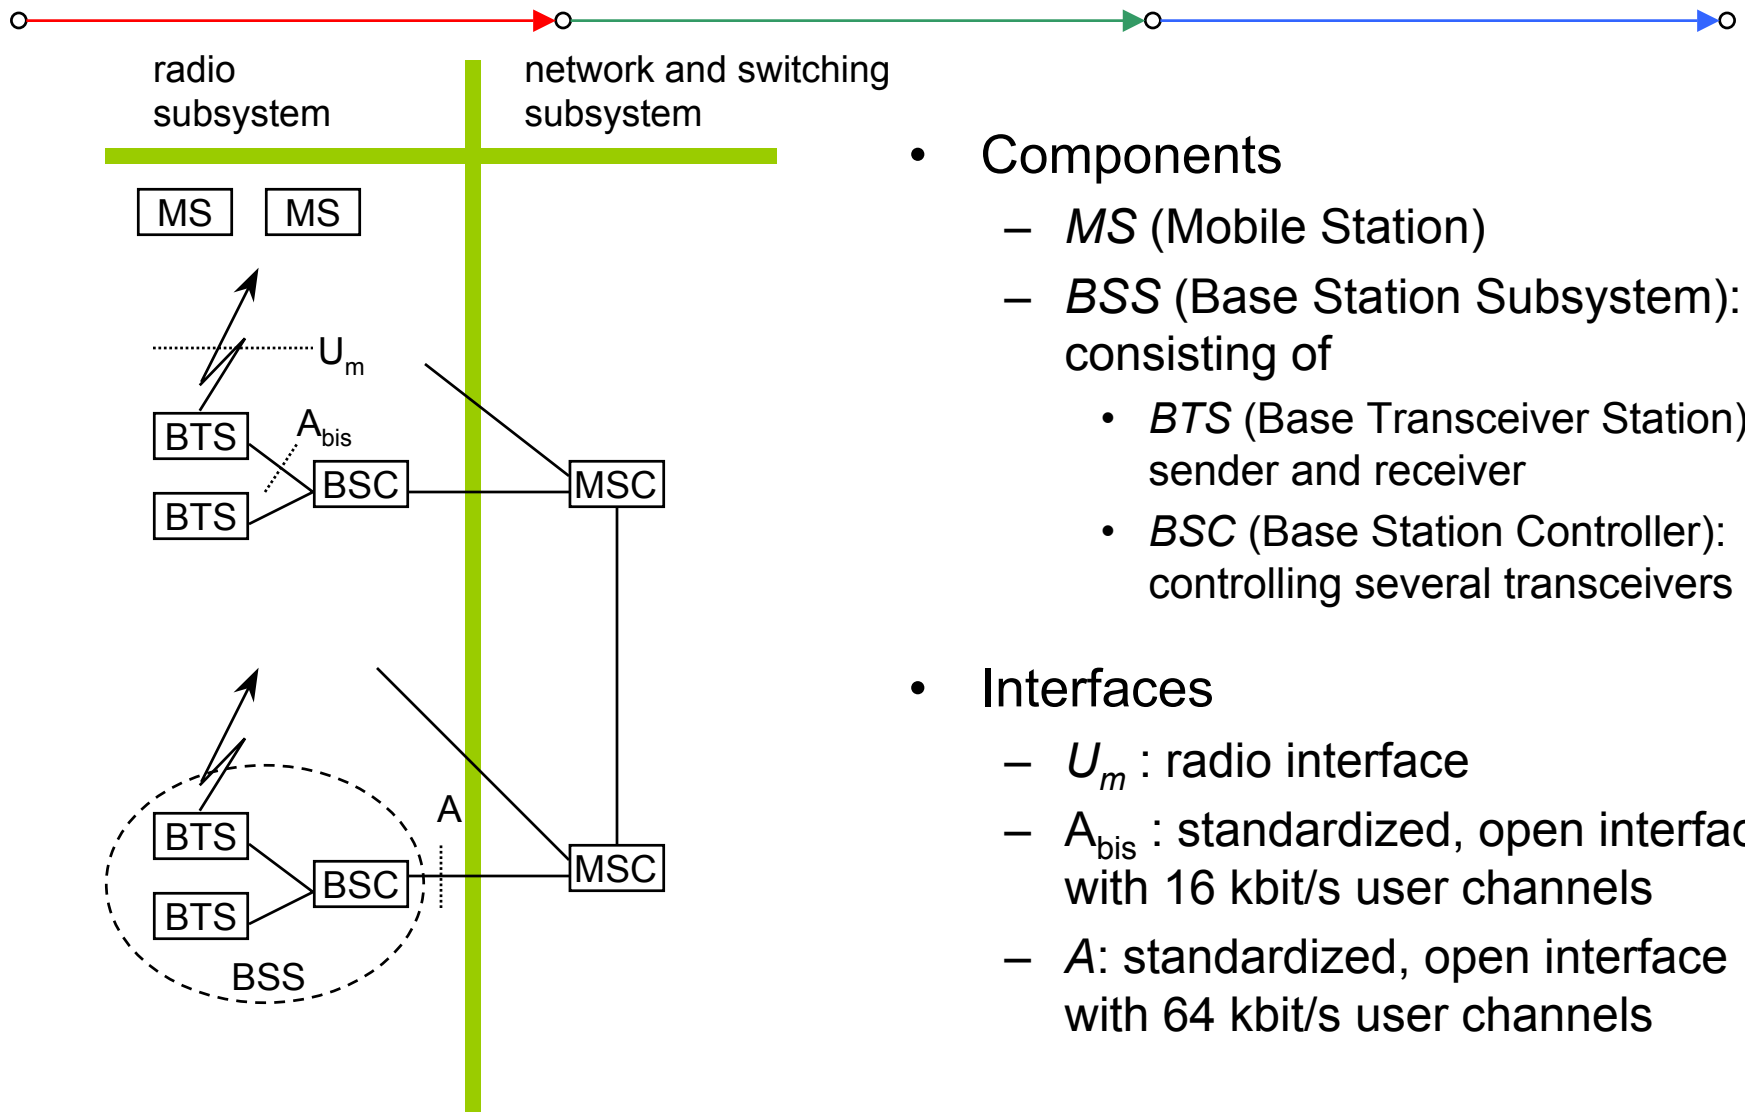 radio
subsystem
network and switching
subsystem
MS
MS
Um
BTS
Abis
BSC
MSC
BTS
A
BTS
BSC
MSC
BTS
BSS
• Components
– MS (Mobile Station)
– BSS (Base Station Subsystem):
consisting of
• BTS (Base Transceiver Station)
sender and receiver
• BSC (Base Station Controller):
controlling several transceivers
• Interfaces
– Um : radio interface
– Abis : standardized, open interfac
with 16 kbit/s user channels
– A: standardized, open interface
with 64 kbit/s user channels